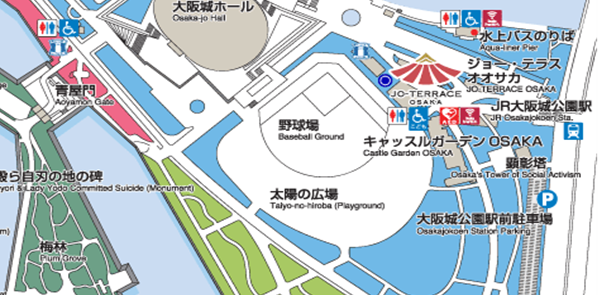 大阪城ホール
Osaka-jo Hall
水上バスのりば
Aqua-liner Pier
ジョー・テラス
オオサカ
JO-TERRACE OSAKA
JO-TERRACE
OSAKA
青屋門
Aoyamon Gate
JR大阪城公園駅
JR Osakajokoen Sta.
AED
野球場
Baseball Ground
キャッスルガーデン OSAKA
Castle Garden OSAKA
顕彰塔
Osaka's Tower of Social Activism
刃の地の碑
yori & Lady Yodo Committed Suicide (Monument)
太陽の広場
Taiyo-no-hiroba (Playground)
P
大阪城公園駅前駐車場
Osakajokoen Station Parking
梅林
Plum Grove